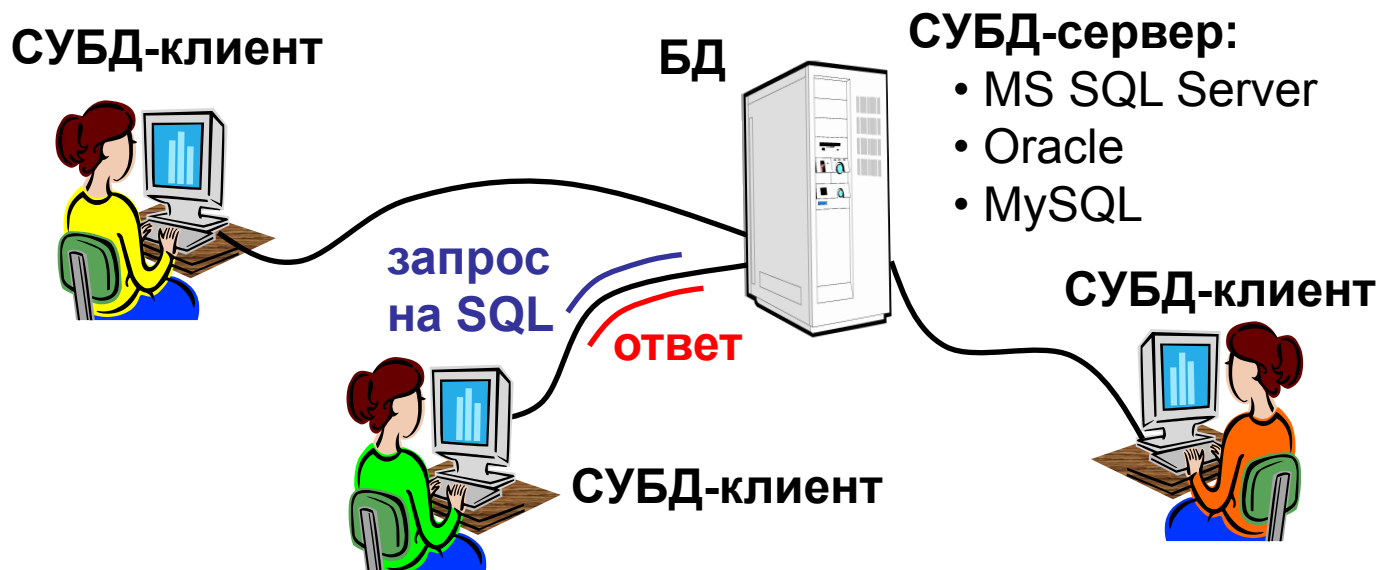 СУБД-клиент
БД
СУБД-сервер:
• MS SQL Server
• Oracle
• MySQL
запрос
на SQL
ответ
СУБД-клиент
СУБД-клиент